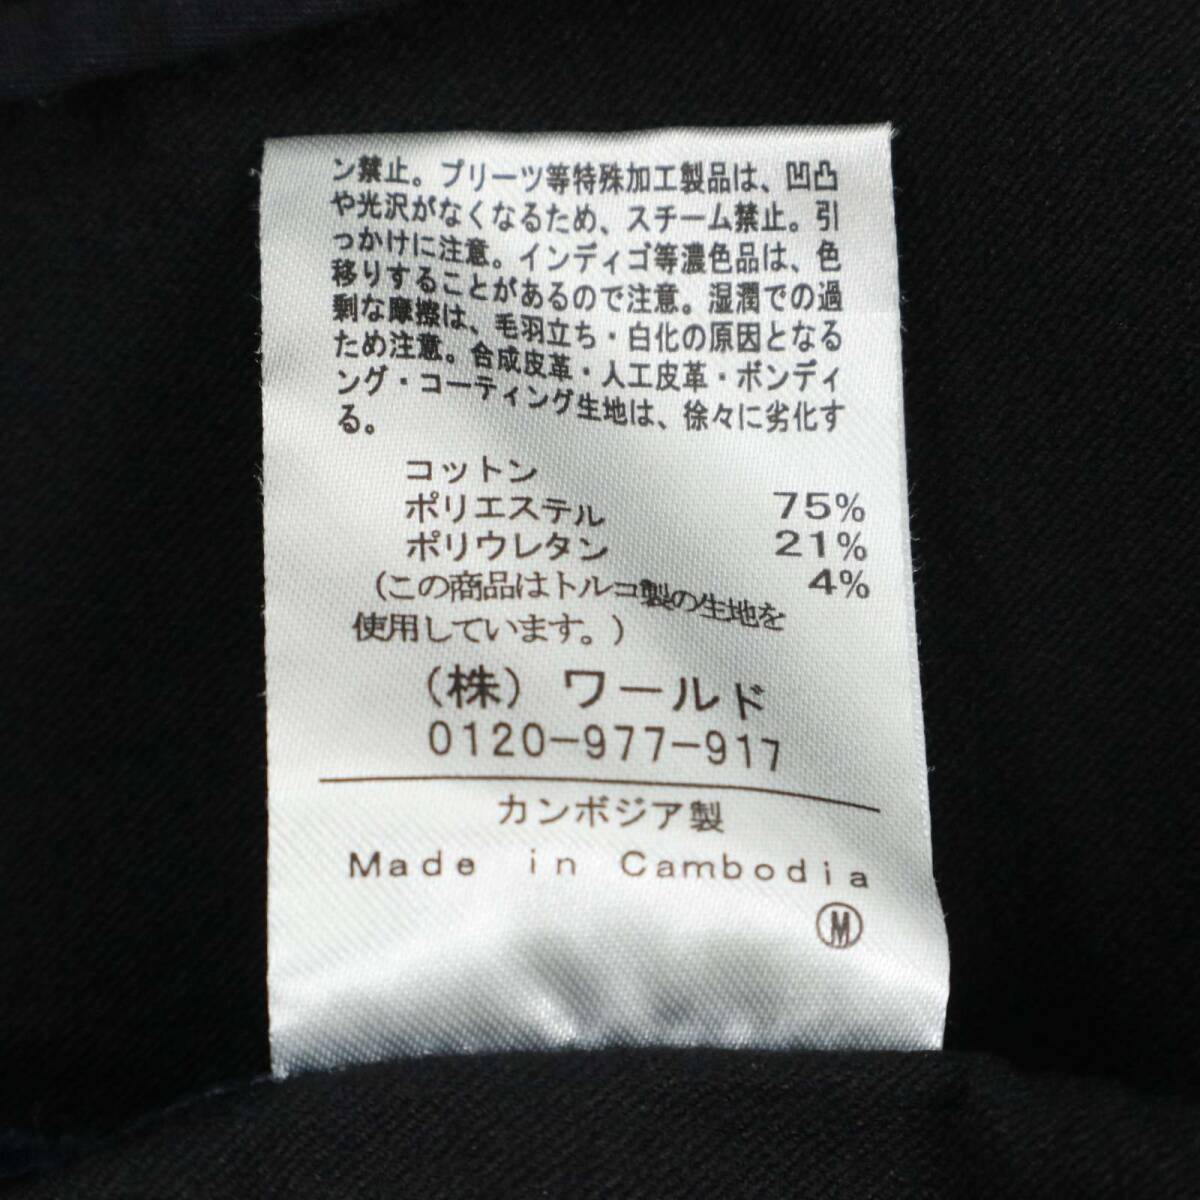 ン禁止。プリーツ等特殊加工製品は、凹凸
や光沢がなくなるため、スチーム禁止。引
っかけに注意。インディゴ等濃色品は、色
移りすることがあるので注意。湿潤での過
剰な摩擦は、毛羽立ち・白化の原因となる
ため注意。合成皮革・人工皮革・ボンディ
ング・コーティング生地は、徐々に劣化す
る。
コットン 75%
ポリエステル 21%
ポリウレタン 4%
(この商品はトルコ製の生地を
使用しています。)
(株)ワールド
0120-977-917
カンボジア製
Made in Cambodia
Ⓜ